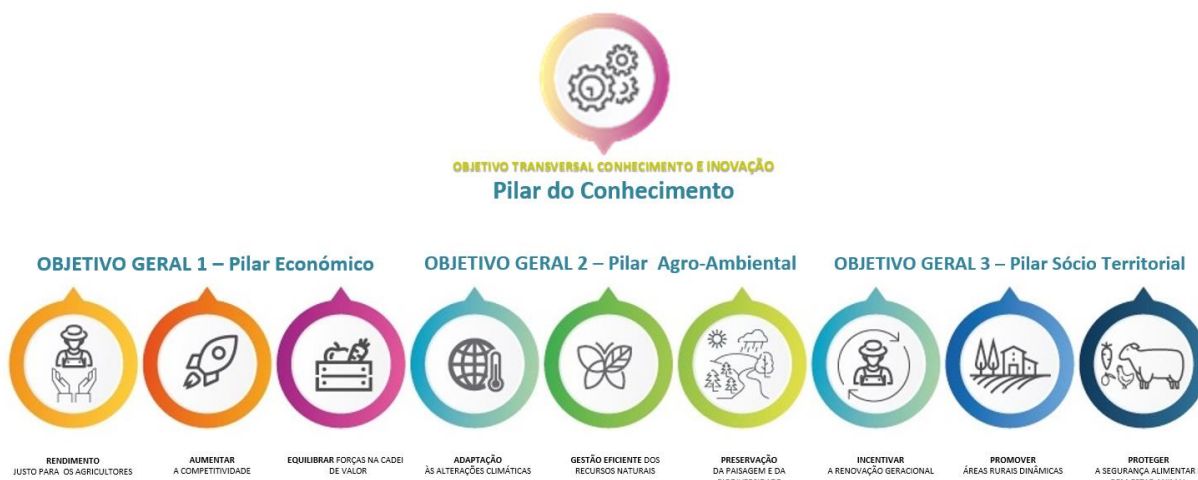 OBJETIVO TRANSVERSAL CONHECIMENTO E INOVAÇÃO
Pilar do Conhecimento
OBJETIVO GERAL 1 – Pilar Económico
OBJETIVO GERAL 2 – Pilar Agro-Ambiental
OBJETIVO GERAL 3 – Pilar Sócio Territorial
RENDIMENTO
JUSTO PARA OS AGRICULTORES
AUMENTAR
A COMPETITIVIDADE
EQUILIBRAR FORÇAS NA CADEI
DE VALOR
ADAPTAÇÃO
ÀS ALTERAÇÕES CLIMÁTICAS
GESTÃO EFICIENTE DOS
RECURSOS NATURAIS
PRESERVAÇÃO
DA PAISAGEM E DA
INCENTIVAR
A RENOVAÇÃO GERACIONAL
PROMOVER
ÁREAS RURAIS DINÂMICAS
PROTEGER
A SEGURANÇA ALIMENTAR